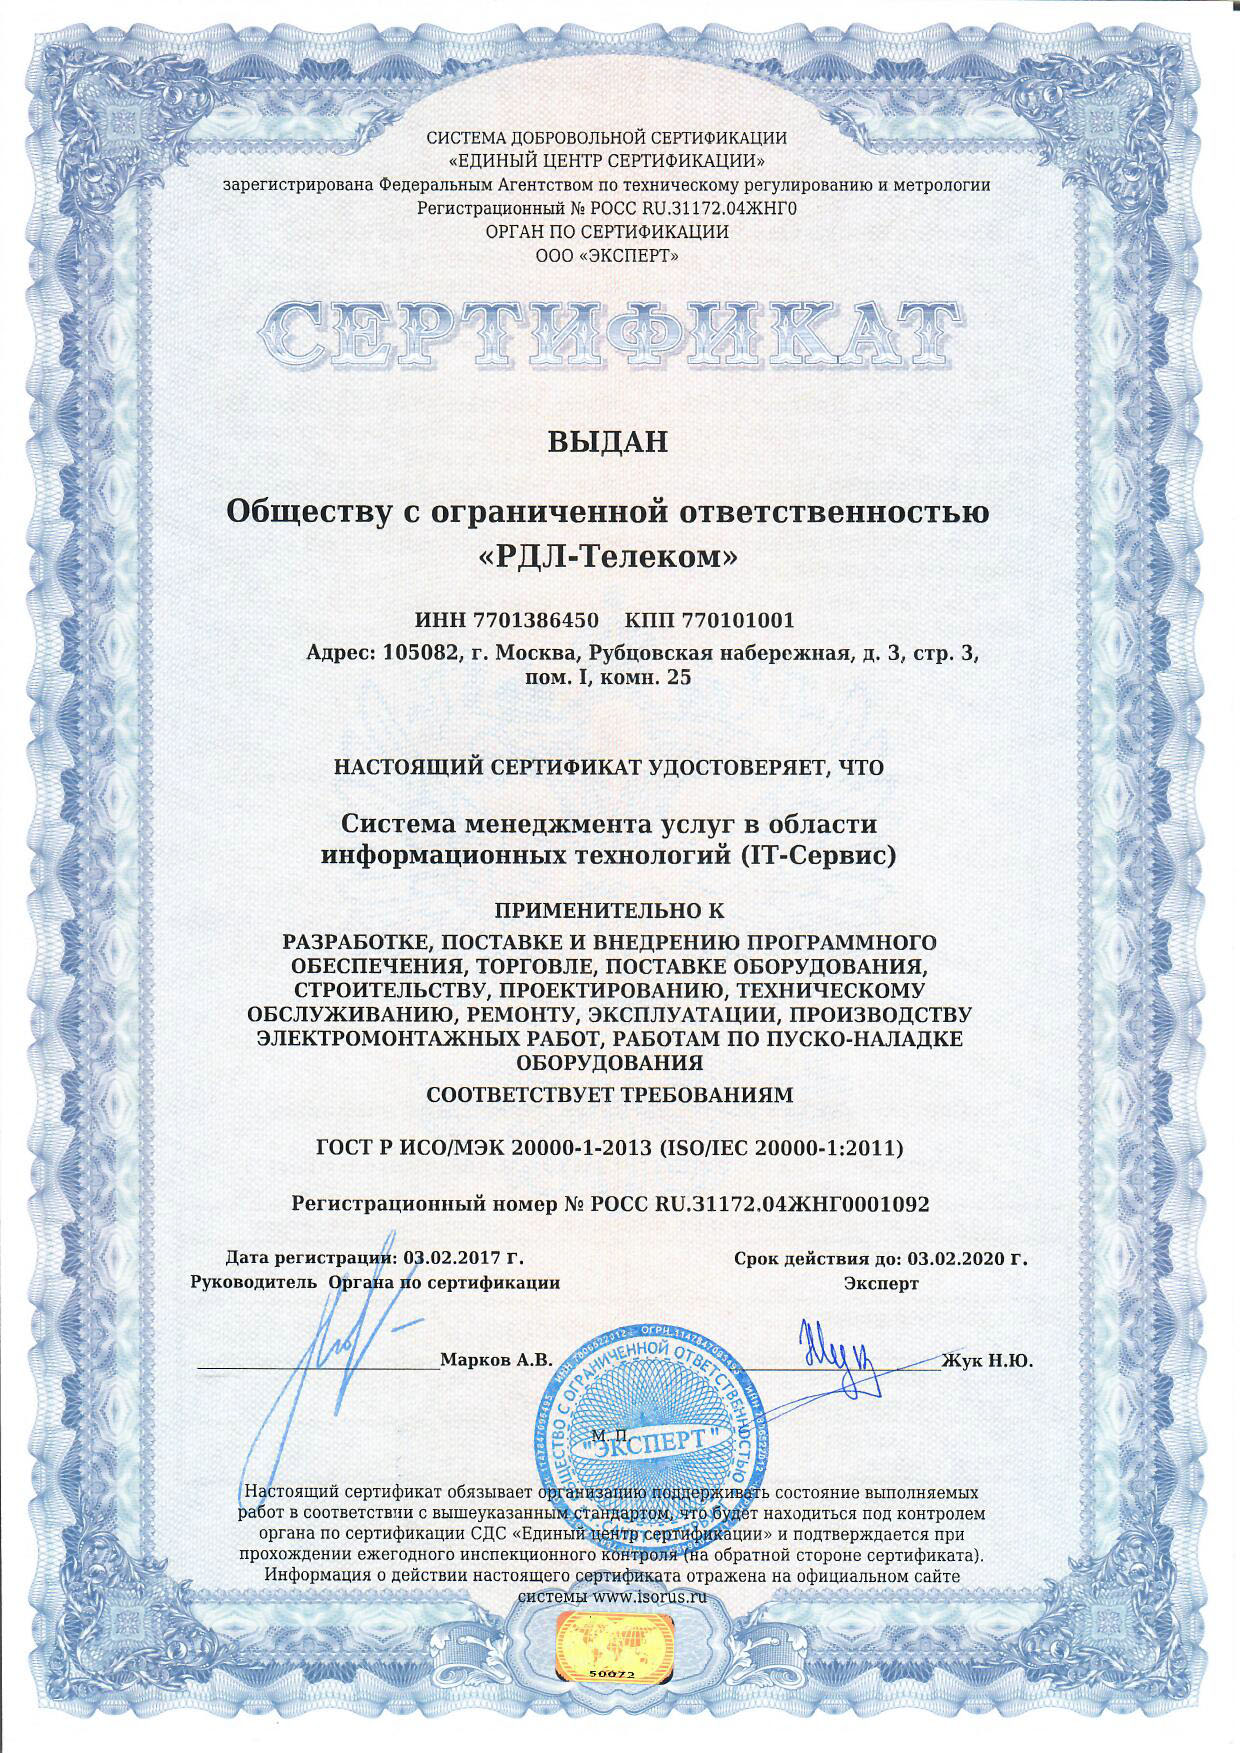 СИСТЕМА ДОБРОВОЛЬНОЙ СЕРТИФИКАЦИИ
«ЕДИНЫЙ ЦЕНТР СЕРТИФИКАЦИИ»
зарегистрирована Федеральным Агентством по техническому регулированию и метрологии
Регистрационный № РОСС RU.31172.04ЖНГ0
ОРГАН ПО СЕРТИФИКАЦИИ
ООО «ЭКСПЕРТ»
СЕРТИФИКАТ
ВЫДАН
Обществу с ограниченной ответственностью
«РДЛ-Телеком»
ИНН 7701386450 КПП 770101001
Адрес: 105082, г. Москва, Рубцовская набережная, д. 3, стр. 3,
пом. I, комн. 25
НАСТОЯЩИЙ СЕРТИФИКАТ УДОСТОВЕРЯЕТ, ЧТО
Система менеджмента услуг в области
информационных технологий (IT-Сервис)
ПРИМЕНИТЕЛЬНО К
РАЗРАБОТКЕ, ПОСТАВКЕ И ВНЕДРЕНИЮ ПРОГРАММНОГО
ОБЕСПЕЧЕНИЯ, ТОРГОВЛЕ, ПОСТАВКЕ ОБОРУДОВАНИЯ,
СТРОИТЕЛЬСТВУ, ПРОЕКТИРОВАНИЮ, ТЕХНИЧЕСКОМУ
ОБСЛУЖИВАНИЮ, РЕМОНТУ, ЭКСПЛУАТАЦИИ, ПРОИЗВОДСТВУ
ЭЛЕКТРОМОНТАЖНЫХ РАБОТ, РАБОТАМ ПО ПУСКО-НАЛАДКЕ
ОБОРУДОВАНИЯ
СООТВЕТСТВУЕТ ТРЕБОВАНИЯМ
ГОСТ Р ИСО/МЭК 20000-1-2013 (ISO/IEC 20000-1:2011)
Регистрационный номер № РОСС RU.31172.04ЖНГ0001092
Дата регистрации: 03.02.2017 г. Срок действия до: 03.02.2020 г.
Руководитель Органа по сертификации Эксперт
Марков А.В. Жук Н.Ю.
ОБЩЕСТВО С ОГРАНИЧЕННОЙ ОТВЕТСТВЕННОСТЬЮ
М. П.
"ЭКСПЕРТ"
Настоящий сертификат обязывает организацию поддерживать состояние выполняемых
работ в соответствии с вышеуказанным стандартом, что будет находиться под контролем
органа по сертификации СДС «Единый центр сертификации» и подтверждается при
прохождении ежегодного инспекционного контроля (на обратной стороне сертификата).
Информация о действии настоящего сертификата отражена на официальном сайте
системы www.isorus.ru
50072